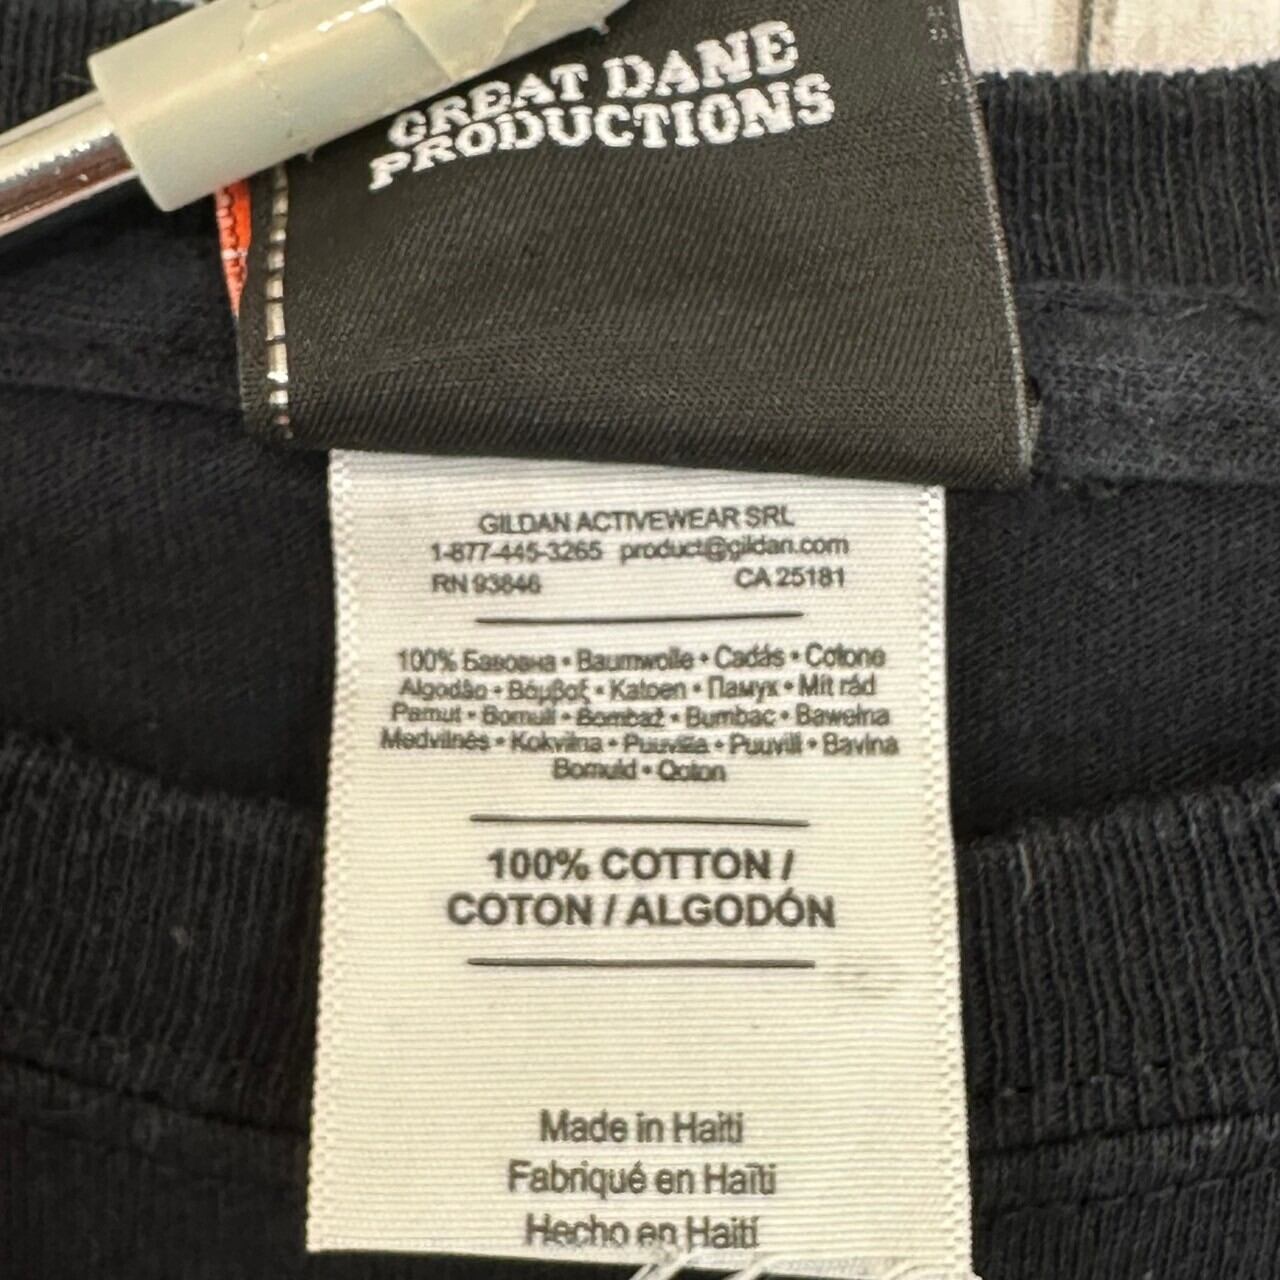 GREAT DANE
PRODUCTIONS
GILDAN ACTIVEWEAR SRL
1-877-445-3265 product@gildan.com
RN 93846 CA 25181
100% Бавовна • Baumwolle • Cadás • Cotone
Algodão • Βόμβοξ • Katoen • Памук • Mít rád
Pamut • Bomull • Bombaž • Bumbac • Bawełna
Medvilnės • Kokvilna • Puuvilla • Puuvill • Bavlna
Bomuld • Qoton
100% COTTON /
COTON / ALGODÓN
Made in Haiti
Fabriqué en Haïti
Hecho en Haití